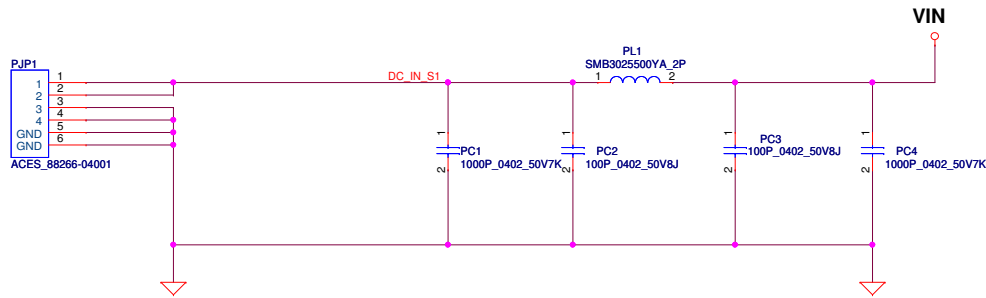 VIN
PJP1
PL1
SMB3025500YA_2P
DC_IN_S1
1 2
1 1
2 2
3 3
4 4
GND 5
GND 6
ACES_88266-04001
1
2
PC1
1000P_0402_50V7K
1
2
PC2
100P_0402_50V8J
1
2
PC3
100P_0402_50V8J
1
2
PC4
1000P_0402_50V7K